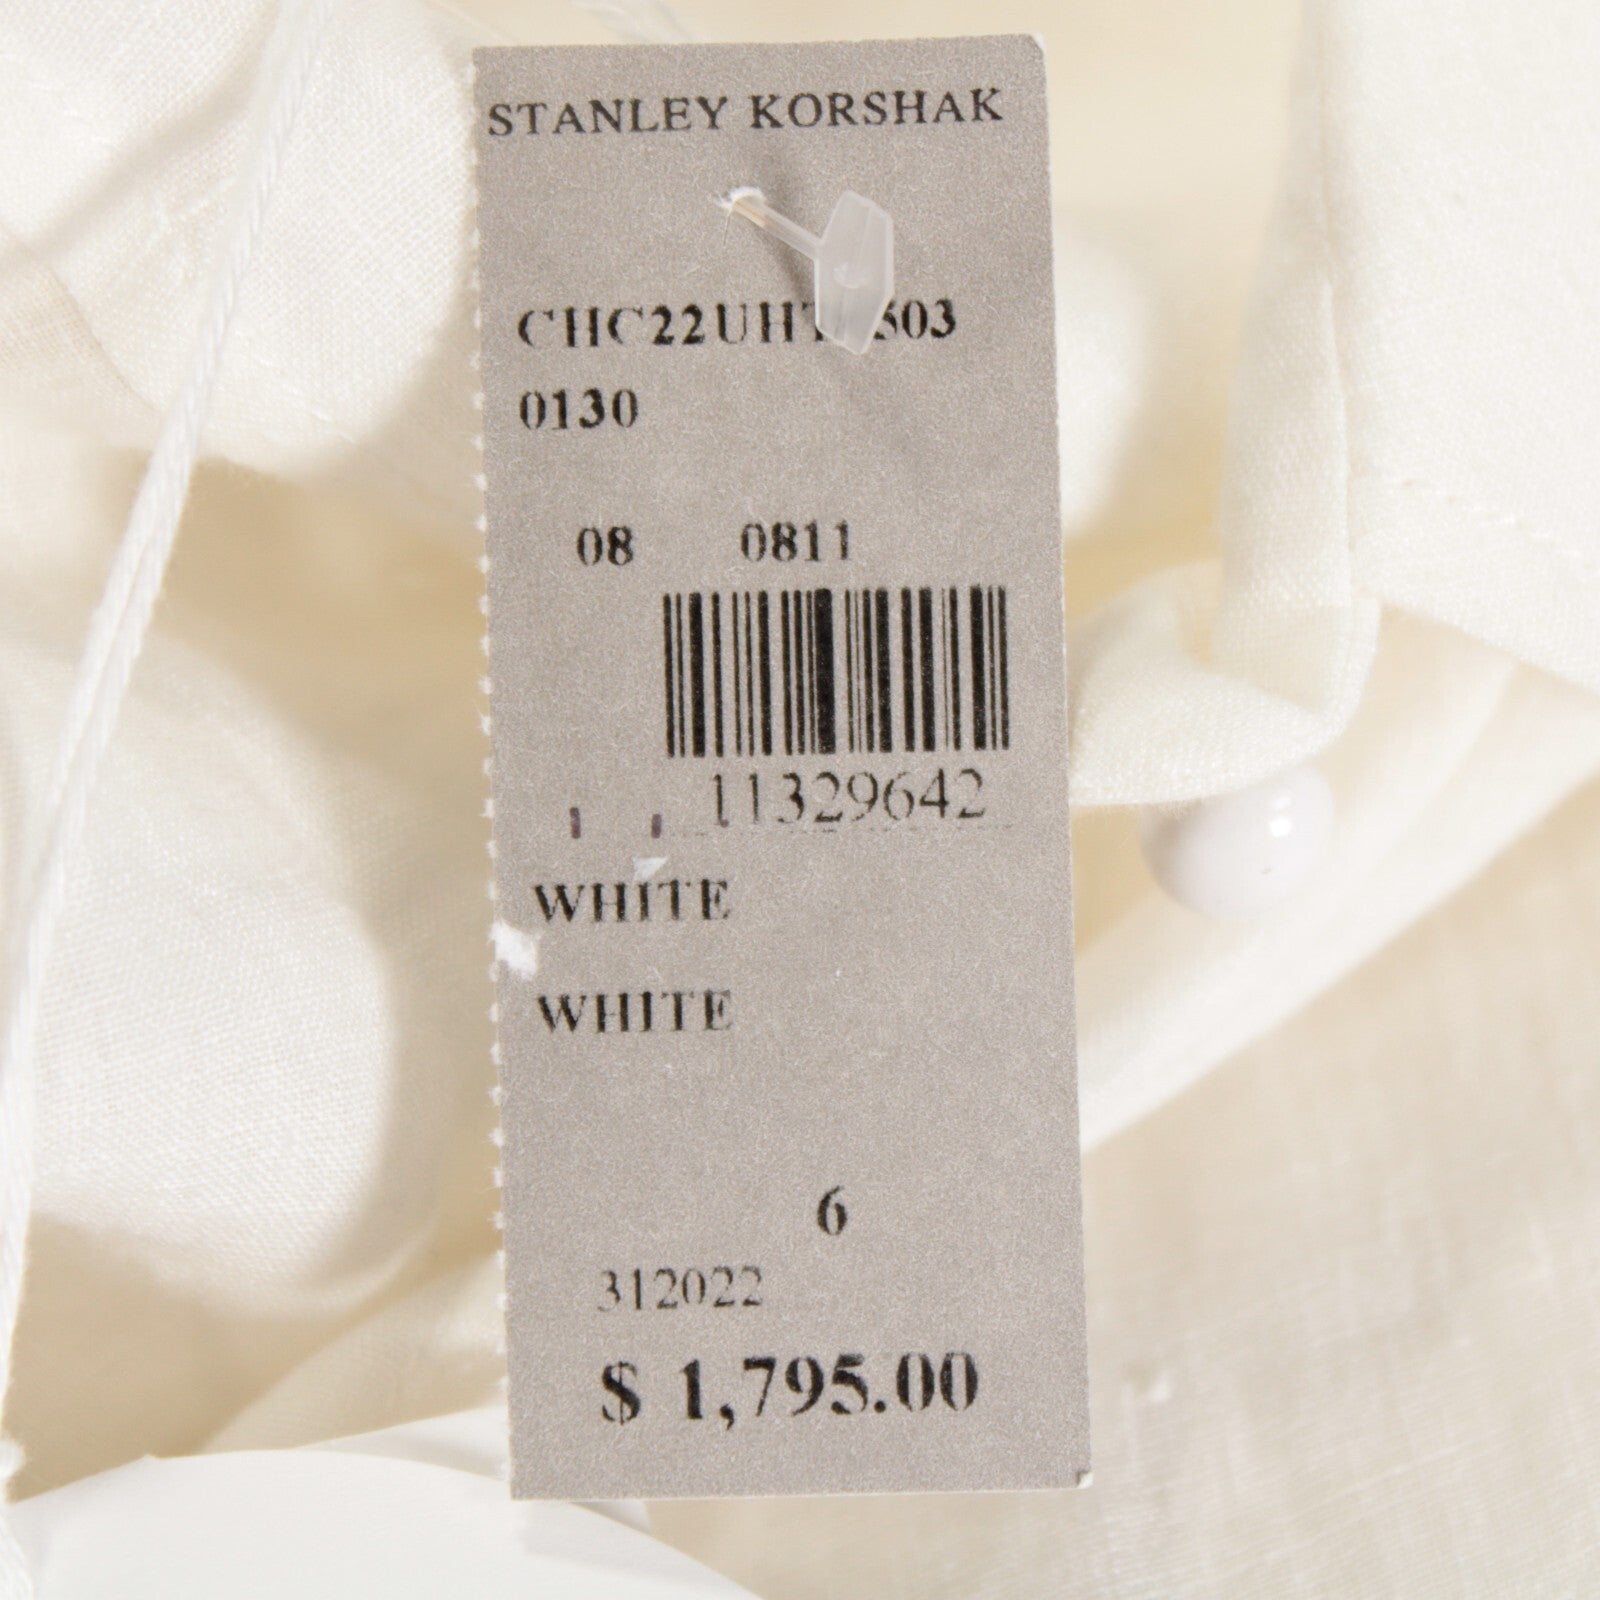 STANLEY KORSHAK
0130
08 0811
11329642
WHITE
WHITE
6
312022
$ 1,795.00